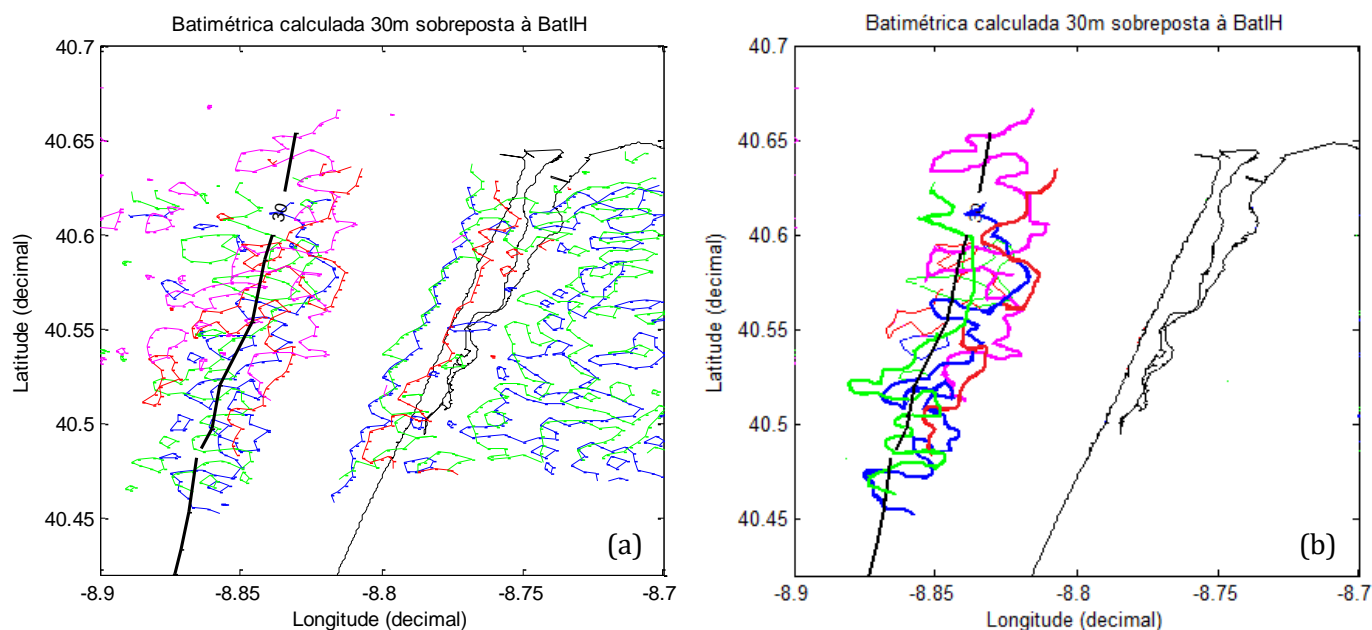 Batimétrica calculada 30m sobreposta à BatIH
40.7
40.65
40.6
40.55
40.5
40.45
Latitude (decimal)
30
(a)
-8.9
-8.85
-8.8
-8.75
-8.7
Longitude (decimal)
Batimétrica calculada 30m sobreposta à BatIH
40.7
40.65
40.6
40.55
40.5
40.45
Latitude (decimal)
(b)
-8.9
-8.85
-8.8
-8.75
-8.7
Longitude (decimal)